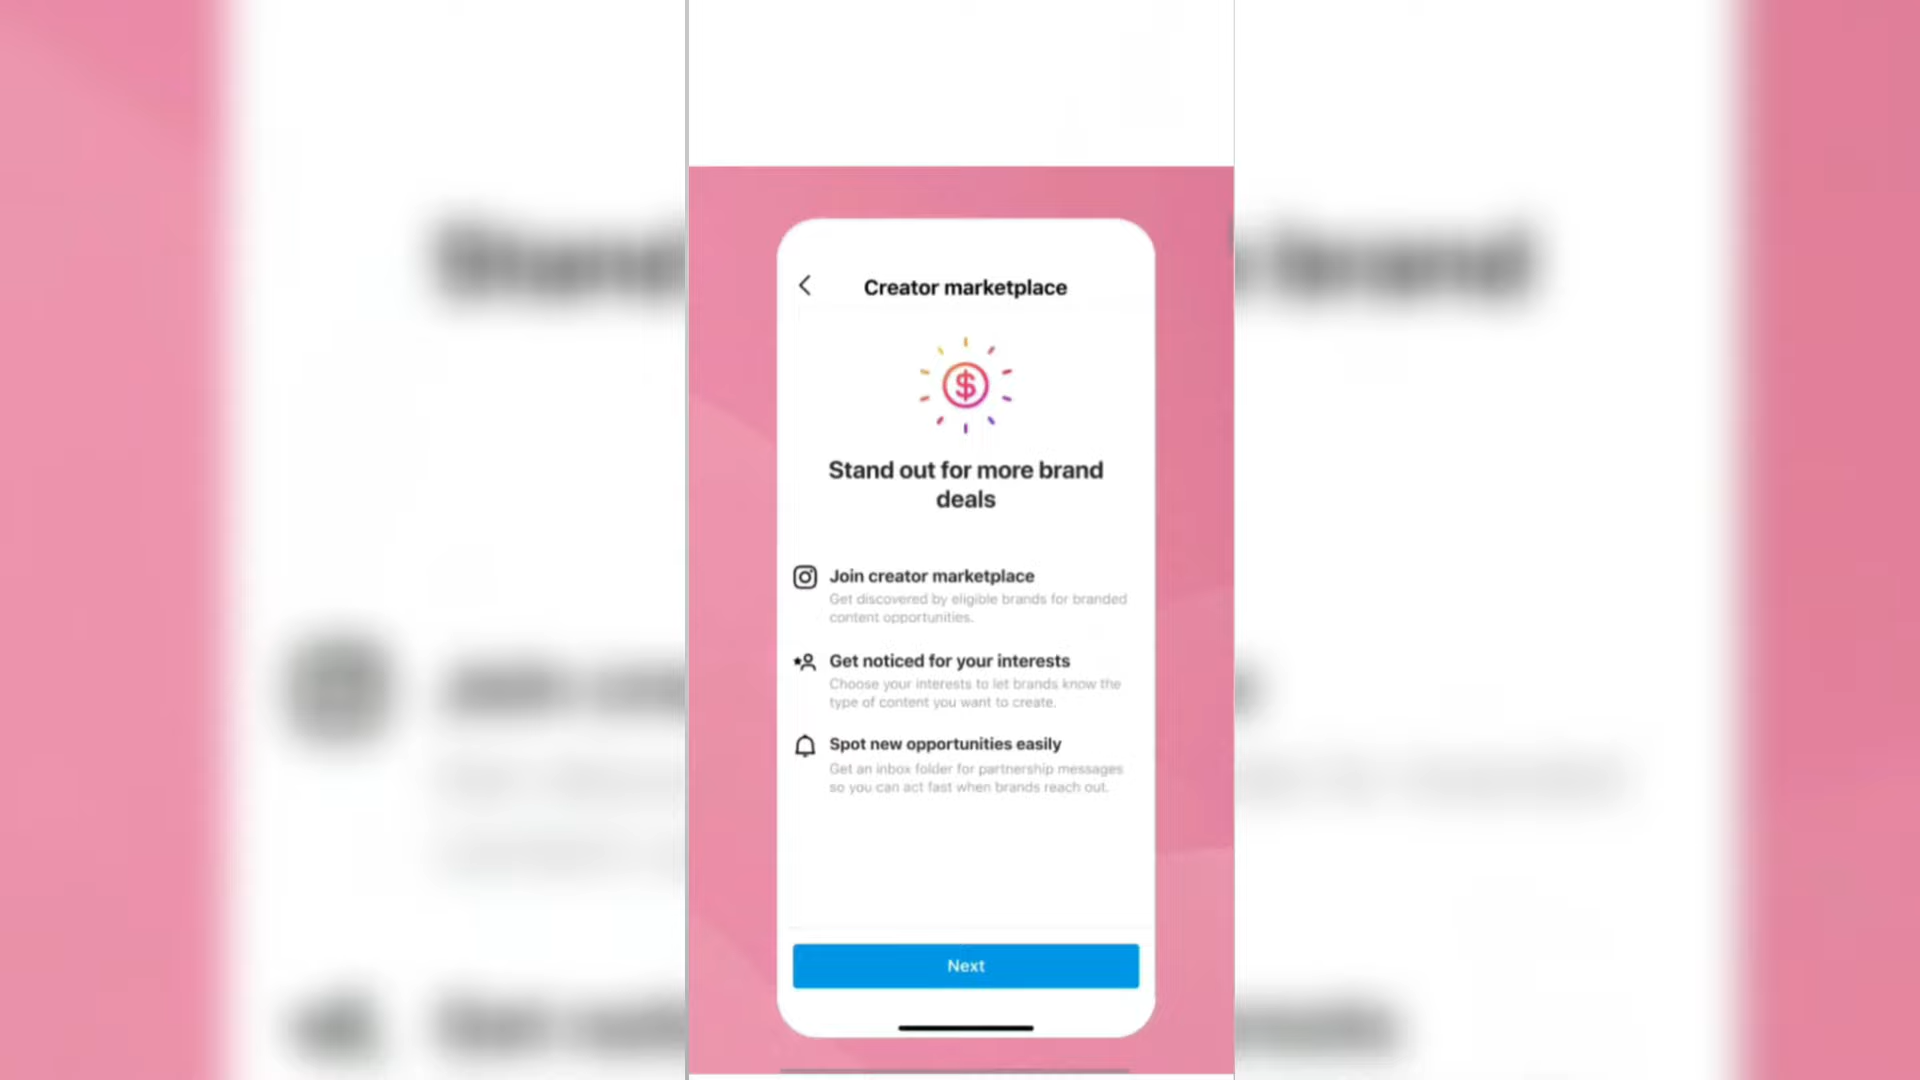 Creator marketplace
$
Stand out for more brand
deals
Join creator marketplace
Get discovered by eligible brands for branded
content opportunities.
Get noticed for your interests
Choose your interests to let brands know the
type of content you want to create.
Spot new opportunities easily
Get an inbox folder for partnership messages
so you can act fast when brands reach out.
Next